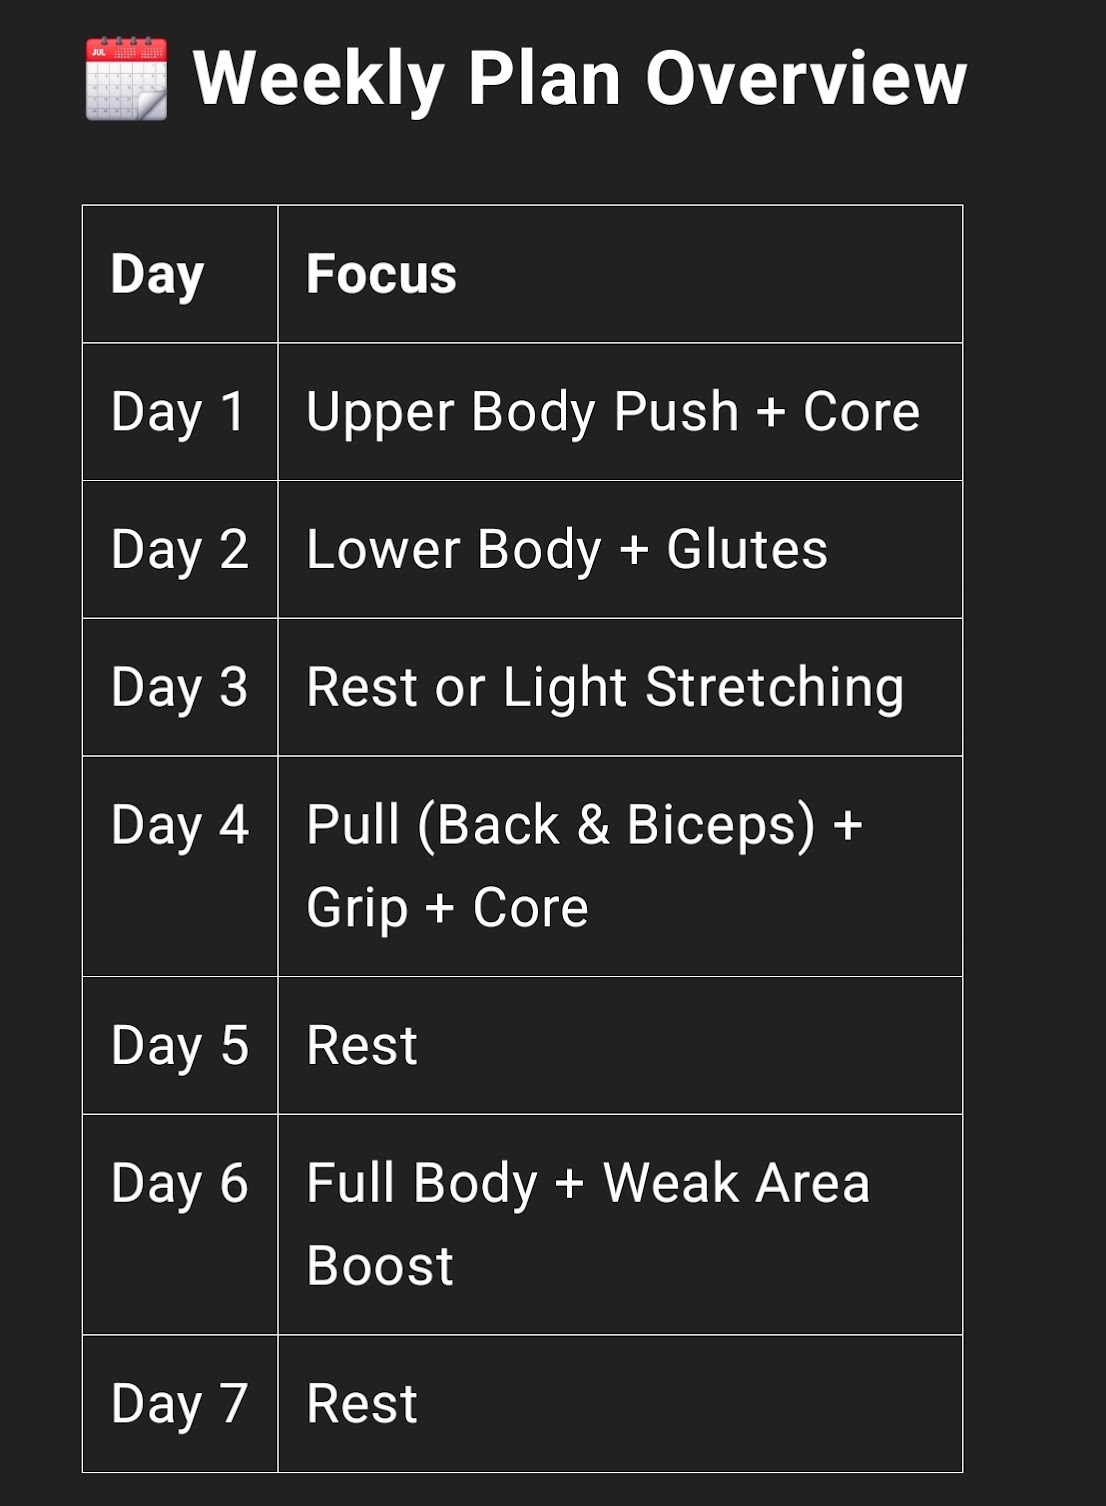 JUL
Weekly Plan Overview
Day Focus
Day 1 Upper Body Push + Core
Day 2 Lower Body + Glutes
Day 3 Rest or Light Stretching
Day 4 Pull (Back & Biceps) +
Grip + Core
Day 5 Rest
Day 6 Full Body + Weak Area
Boost
Day 7 Rest